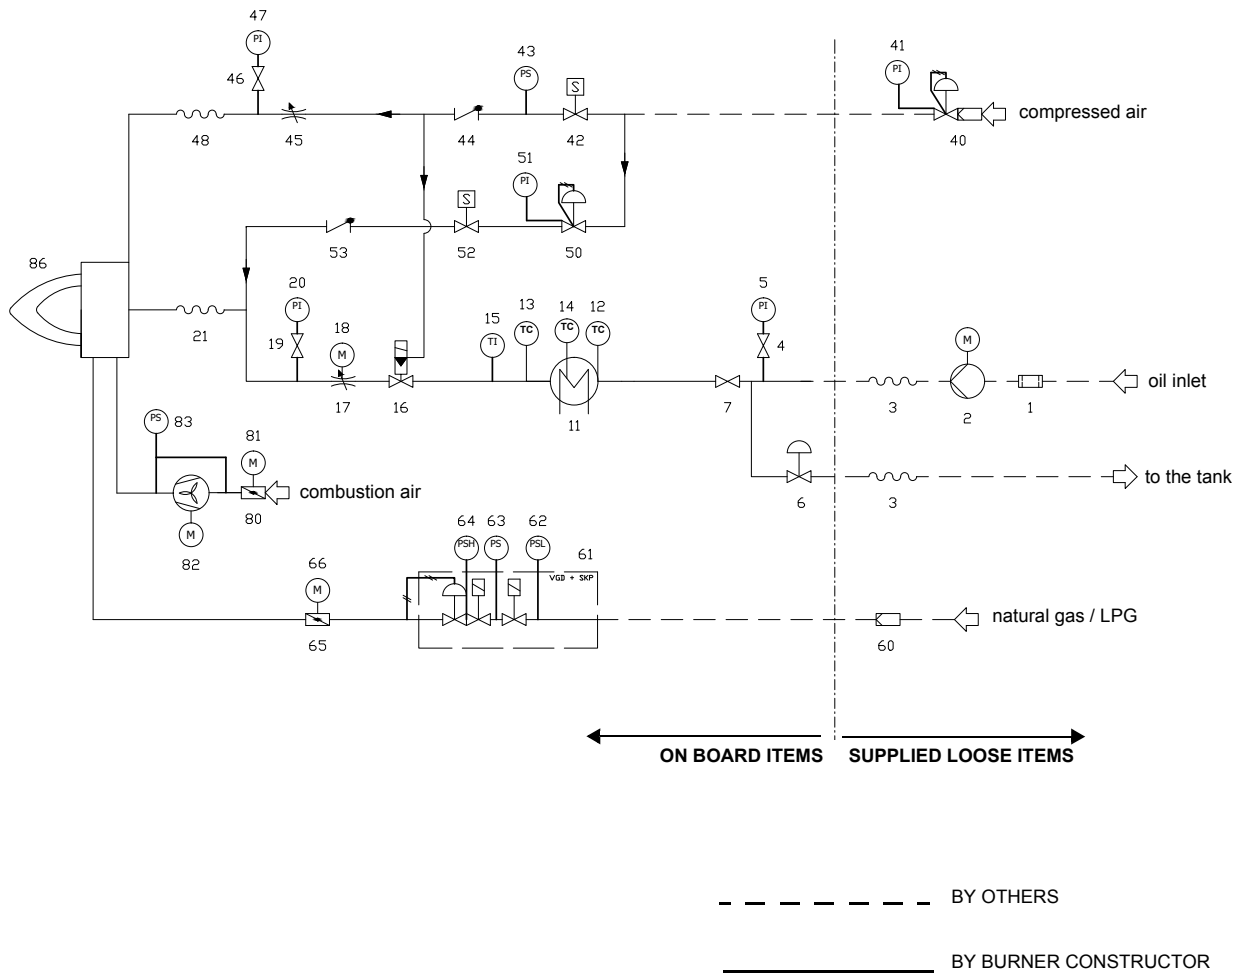 47
PI
46
43
PS
S
41
PI
compressed air
48
45
44
42
40
51
PI
S
53
52
50
86
20
PI
18
M
19
15
TI
13
TC
14
TC
12
TC
5
PI
4
M
oil inlet
21
17
16
11
7
3
2
1
PS
83
81
M
combustion air
80
M
82
6
3
to the tank
64
PSH
63
PS
62
PSL
61
VGD + SKP
66
M
65
natural gas / LPG
60
ON BOARD ITEMS
SUPPLIED LOOSE ITEMS
BY OTHERS
BY BURNER CONSTRUCTOR